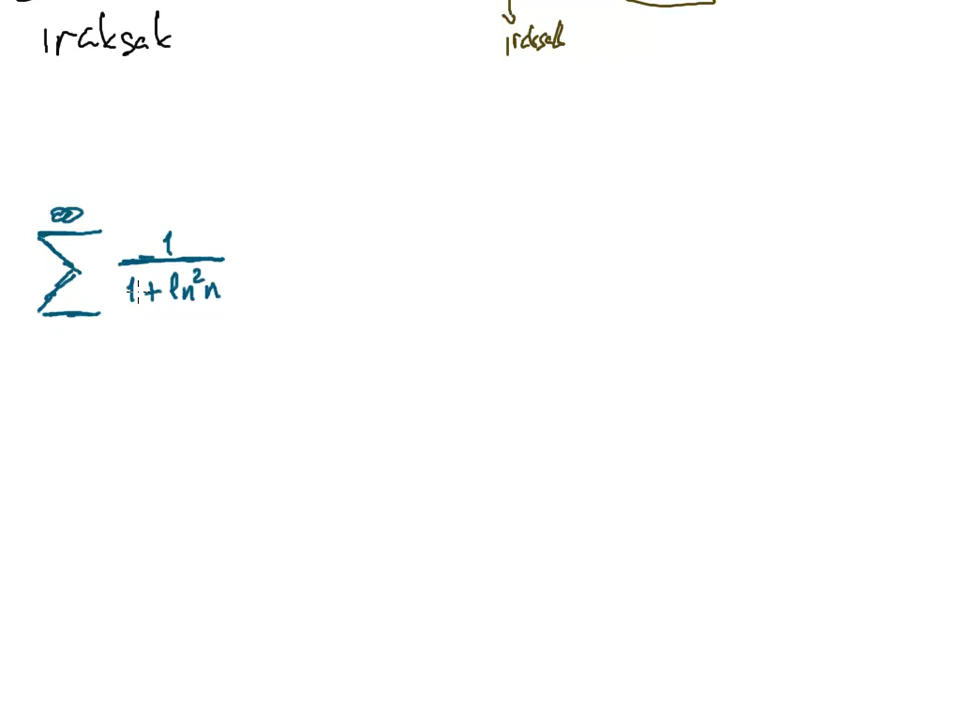 ıraksak
ıraksak
∞
∑ 1 / (1 + ln²n)